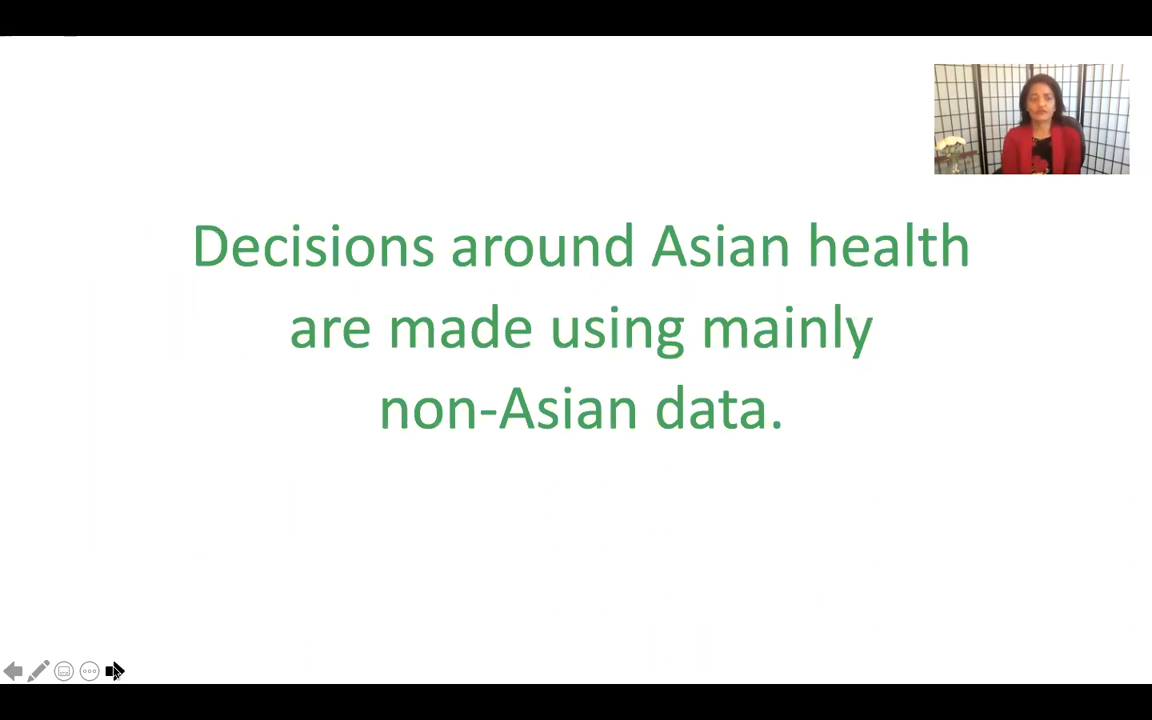 Decisions around Asian health
are made using mainly
non-Asian data.